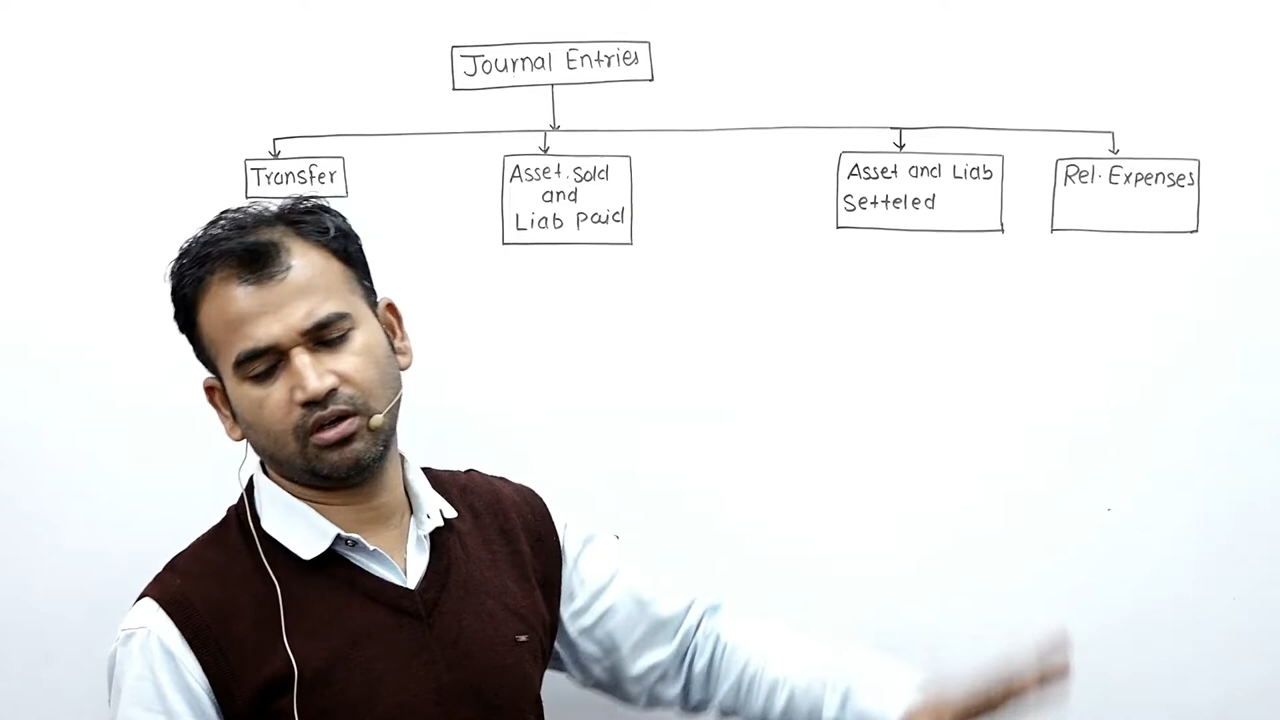 Journal Entries
Transfer
Asset. Sold
and
Liab paid
Asset and Liab
Setteled
Rel. Expenses